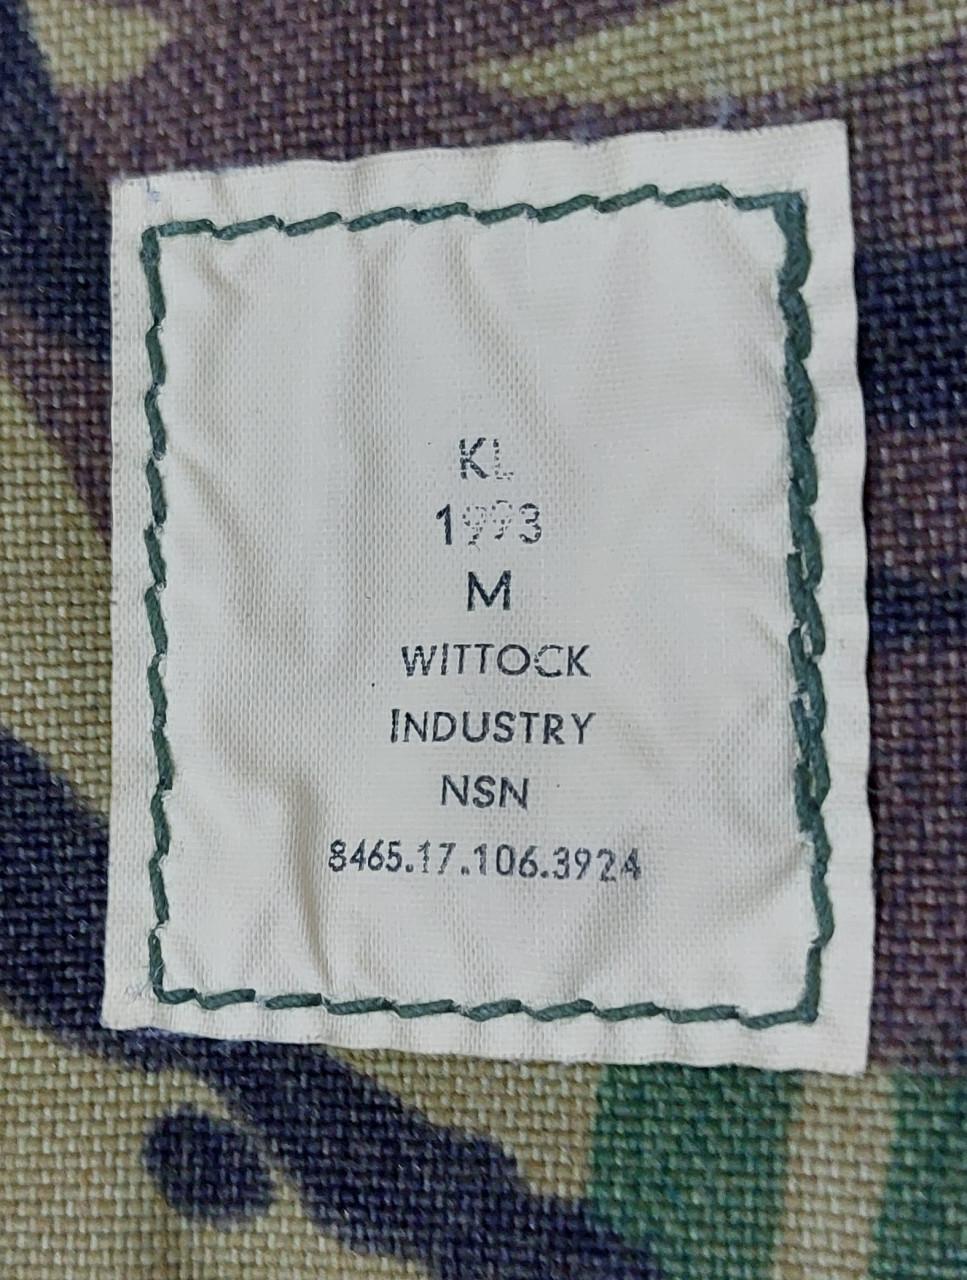 KL
1993
M
WITTOCK
INDUSTRY
NSN
8465.17.106.3924